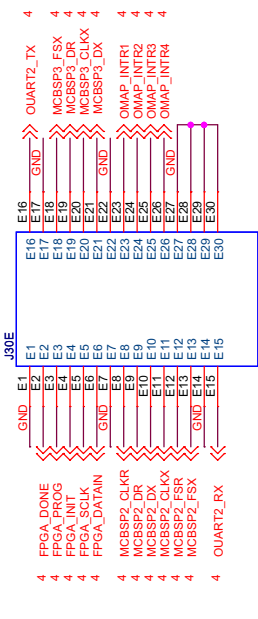 J30E
GND E1 E1 E16 E16 OUART2_TX 4
4 FPGA_DONE E2 E2 E17 E17 GND
4 FPGA_PROG E3 E3 E18 E18 MCBSP3_FSX 4
4 FPGA_INIT E4 E4 E19 E19 MCBSP3_DR 4
4 FPGA_SCLK E5 E5 E20 E20 MCBSP3_CLKX 4
4 FPGA_DATAIN E6 E6 E21 E21 MCBSP3_DX 4
GND E7 E7 E22 E22 GND
4 MCBSP2_CLKR E8 E8 E23 E23 OMAP_INTR1 4
4 MCBSP2_DR E9 E9 E24 E24 OMAP_INTR2 4
4 MCBSP2_DX E10 E10 E25 E25 OMAP_INTR3 4
4 MCBSP2_CLKX E11 E11 E26 E26 OMAP_INTR4 4
4 MCBSP2_FSR E12 E12 E27 E27 GND
4 MCBSP2_FSX E13 E13 E28 E28
GND E14 E14 E29 E29
4 OUART2_RX E15 E15 E30 E30